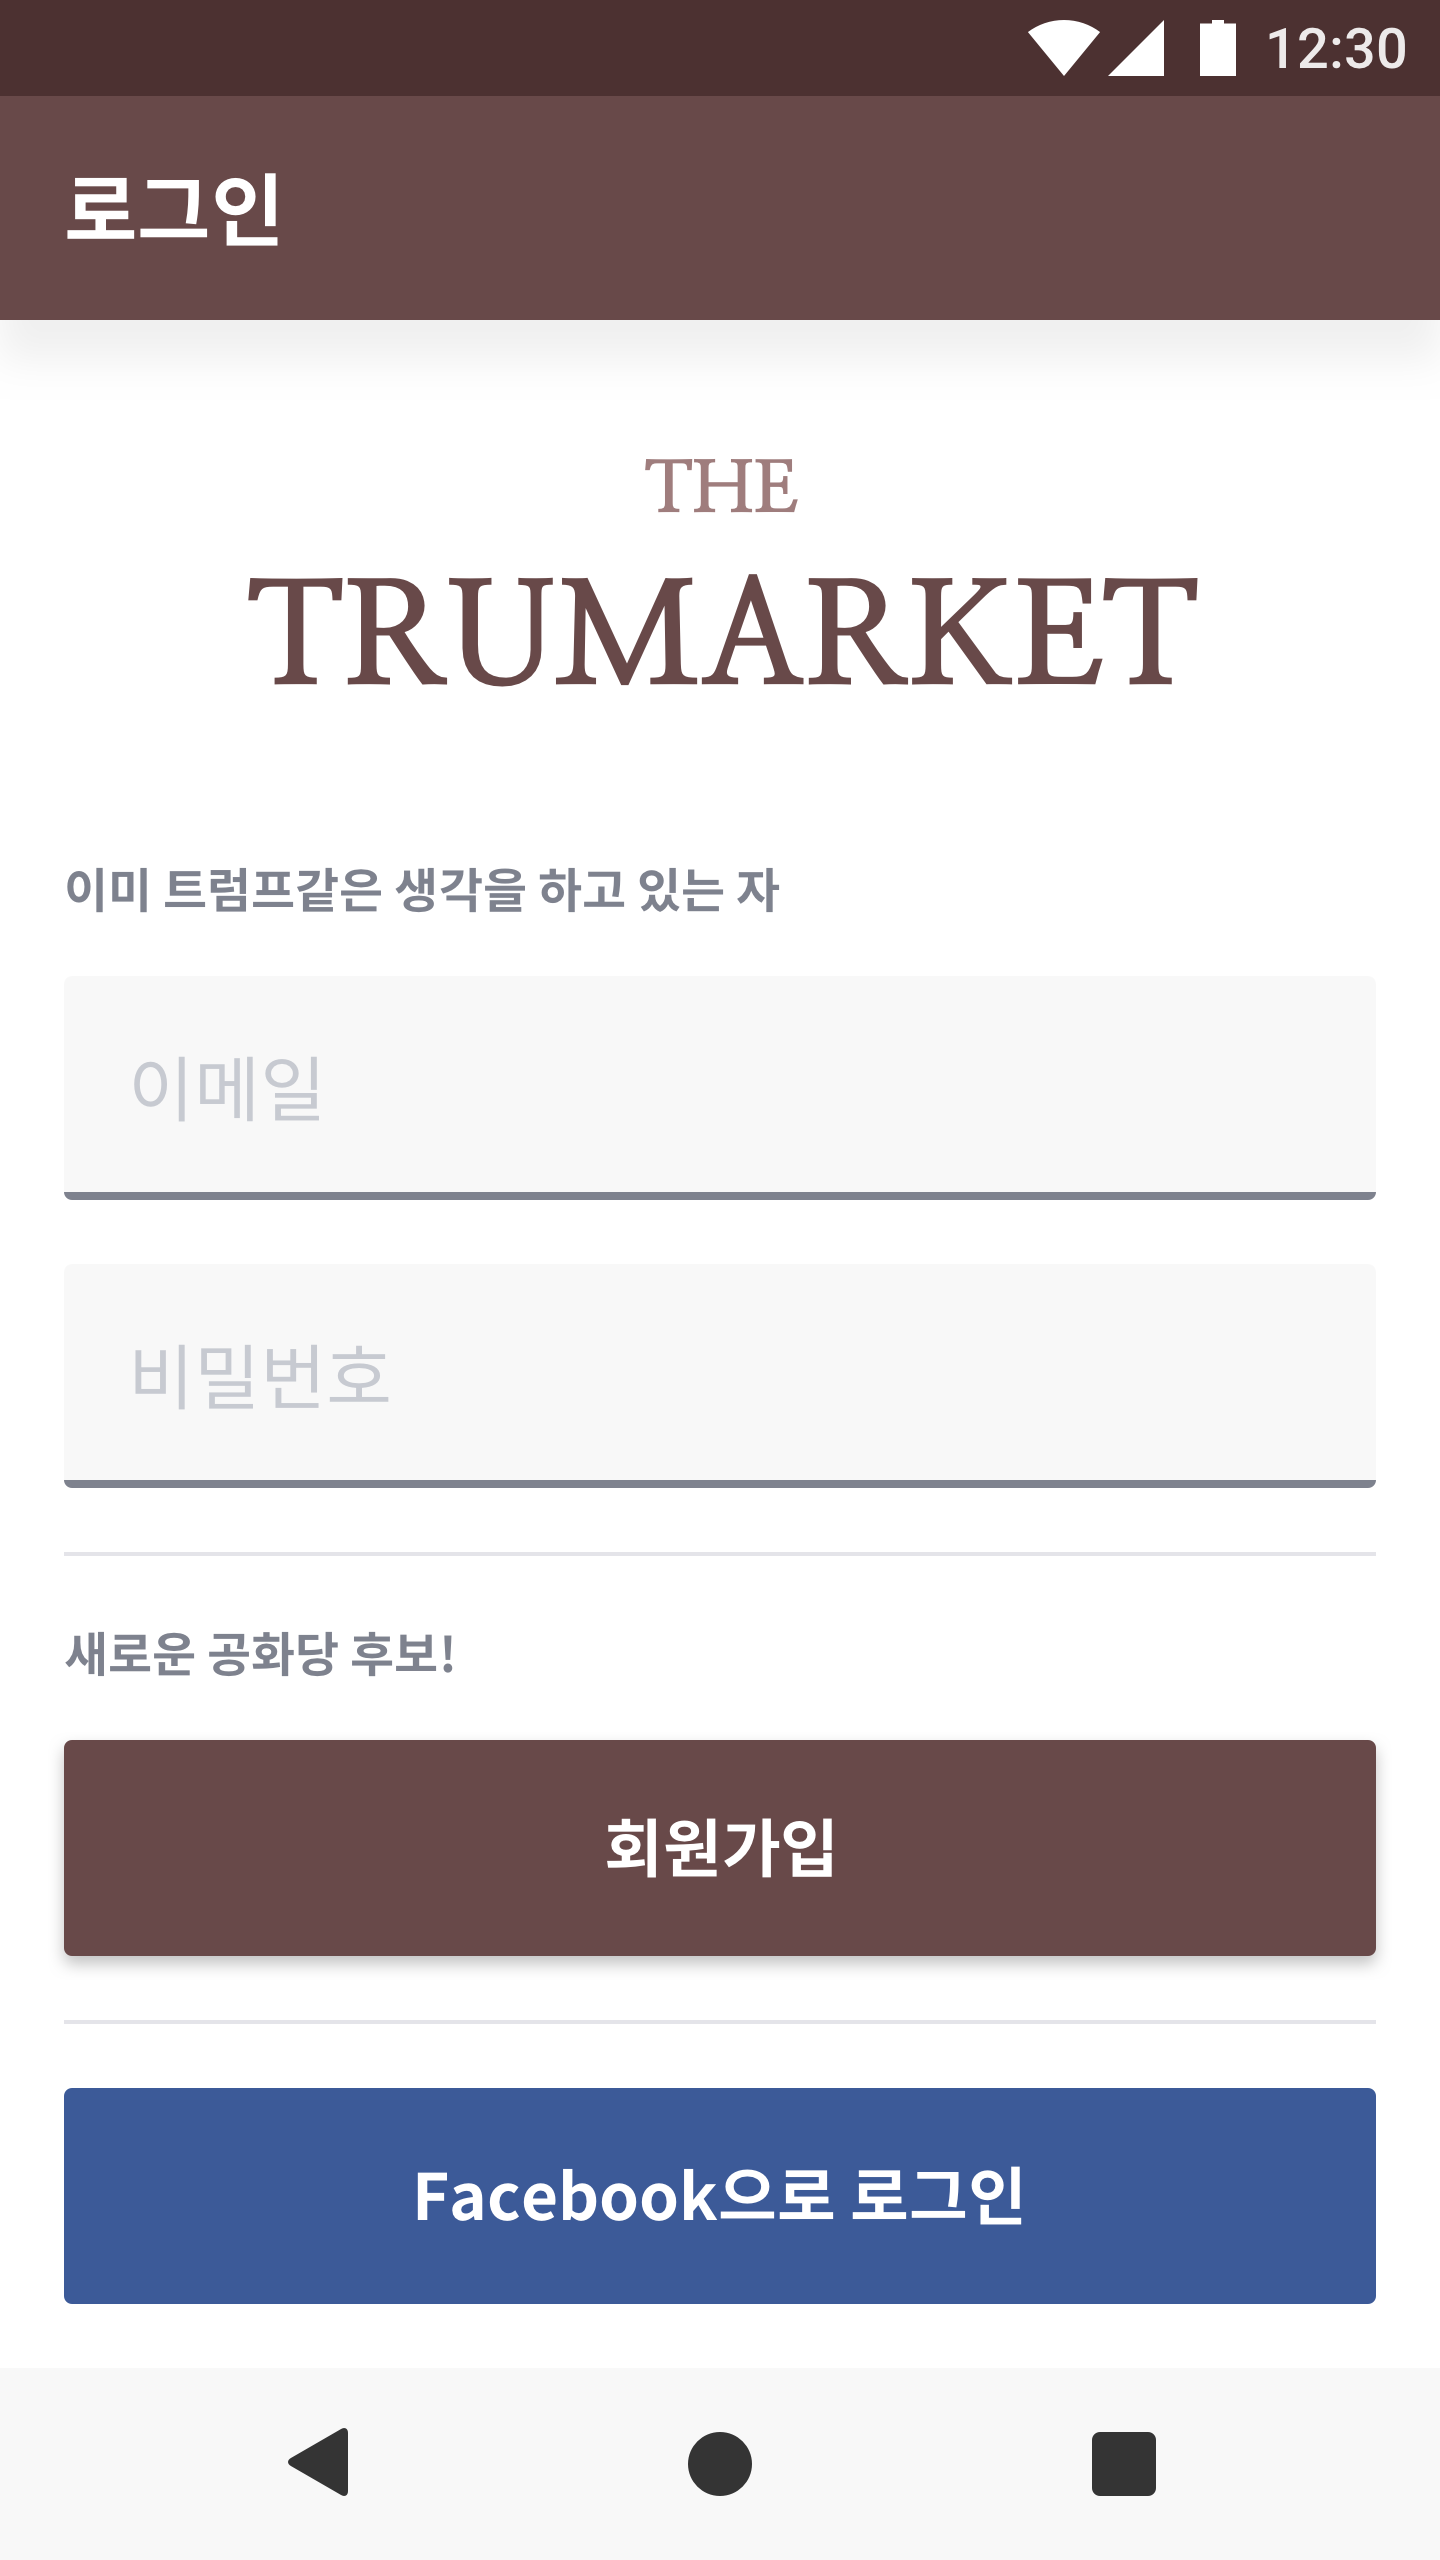 12:30
로그인
THE
TRUMARKET
이미 트럼프같은 생각을 하고 있는 자
이메일
비밀번호
새로운 공화당 후보!
회원가입
Facebook으로 로그인